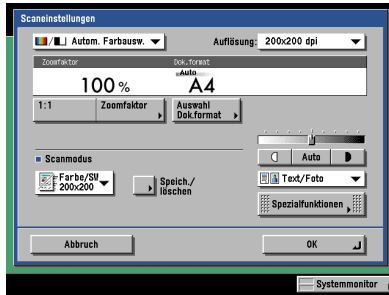 Scaneinstellungen
Autom. Farbausw.
Auflösung: 200x200 dpi
Zoomfaktor
Dok.format
Auto
100 %
A4
1:1
Zoomfaktor
Auswahl
Dok.format
Auto
Scanmodus
Farbe/SW
200x200
Speich./
löschen
Text/Foto
Spezialfunktionen
Abbruch
OK
Systemmonitor